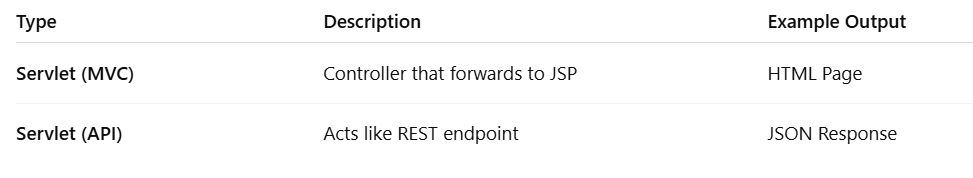 Type Description Example Output
Servlet (MVC) Controller that forwards to JSP HTML Page
Servlet (API) Acts like REST endpoint JSON Response